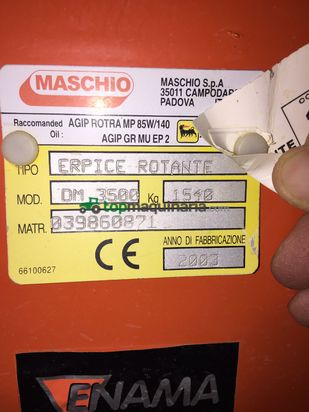 MASCHIO
MASCHIO S.p.A
35011 CAMPODAR
PADOVA
Raccomanded AGIP ROTRA MP 85W/140
Oil : AGIP GR MU EP 2
TIPO ERPICE ROTANTE
MOD. DM 3500 Kg 1540
topmaquinaria.com
MATR. 039860871
ANNO DI FABBRICAZIONE
CE 2003
66100627
ENAMA